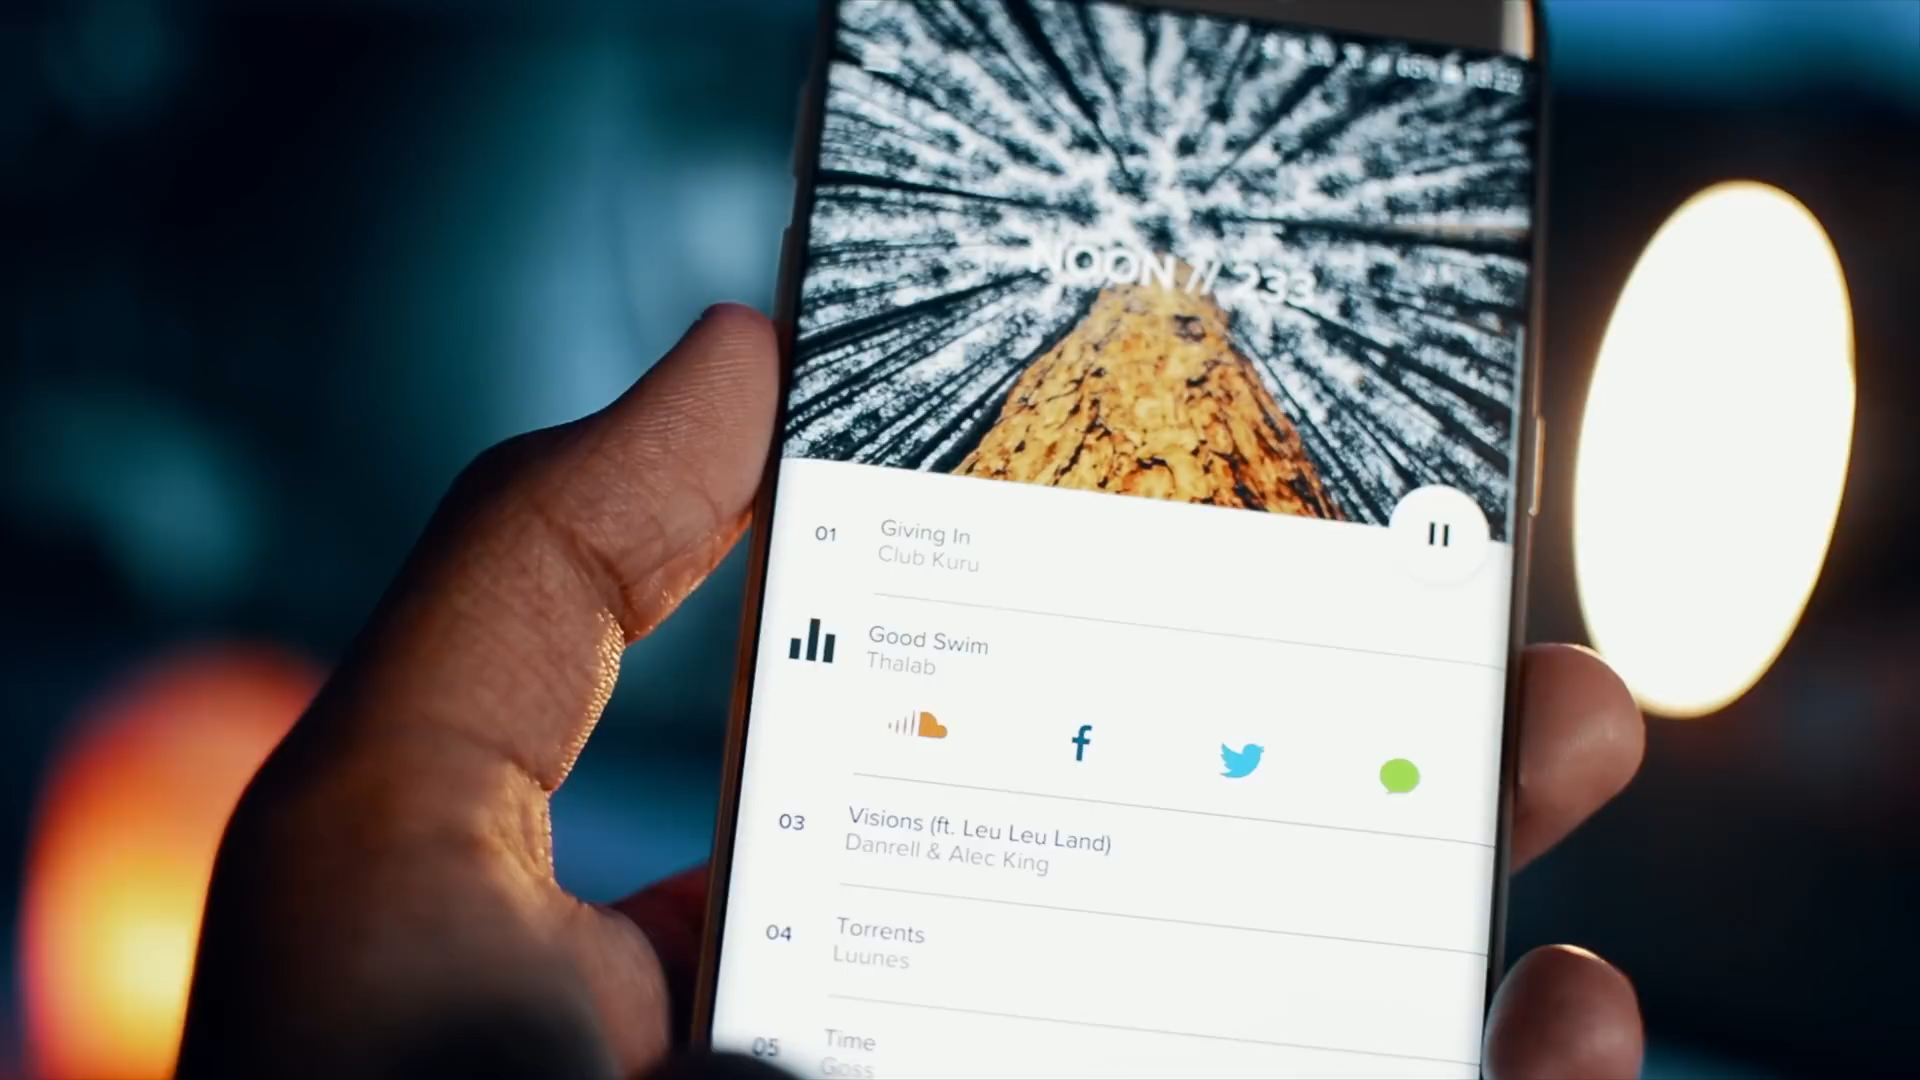 NOON // 233
01
Giving In
Club Kuru
Good Swim
Thalab
03
Visions (ft. Leu Leu Land)
Danrell & Alec King
04
Torrents
Luunes
05
Time
Goss